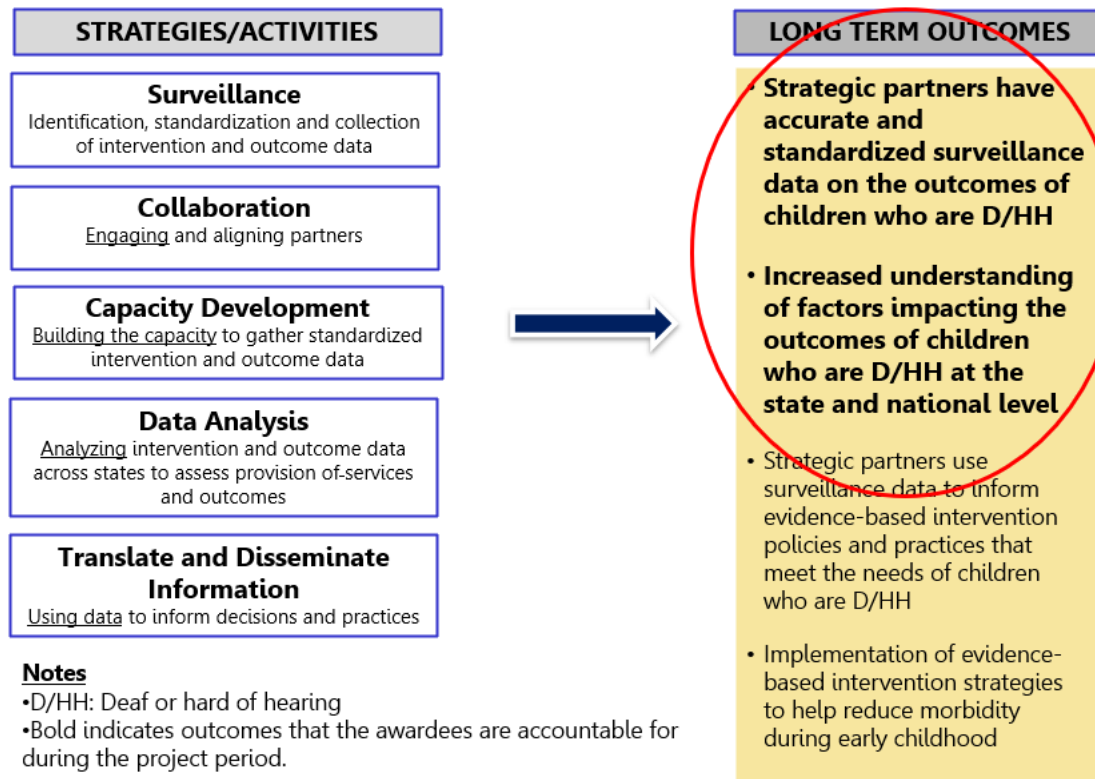 STRATEGIES/ACTIVITIES
Surveillance
Identification, standardization and collection
of intervention and outcome data
Collaboration
Engaging and aligning partners
Capacity Development
Building the capacity to gather standardized
intervention and outcome data
Data Analysis
Analyzing intervention and outcome data
across states to assess provision of-services
and outcomes
Translate and Disseminate
Information
Using data to inform decisions and practices
Notes
•D/HH: Deaf or hard of hearing
•Bold indicates outcomes that the awardees are accountable for
during the project period.
LONG TERM OUTCOMES
• Strategic partners have
accurate and
standardized surveillance
data on the outcomes of
children who are D/HH
• Increased understanding
of factors impacting the
outcomes of children
who are D/HH at the
state and national level
• Strategic partners use
surveillance data to inform
evidence-based intervention
policies and practices that
meet the needs of children
who are D/HH
• Implementation of evidence-
based intervention strategies
to help reduce morbidity
during early childhood